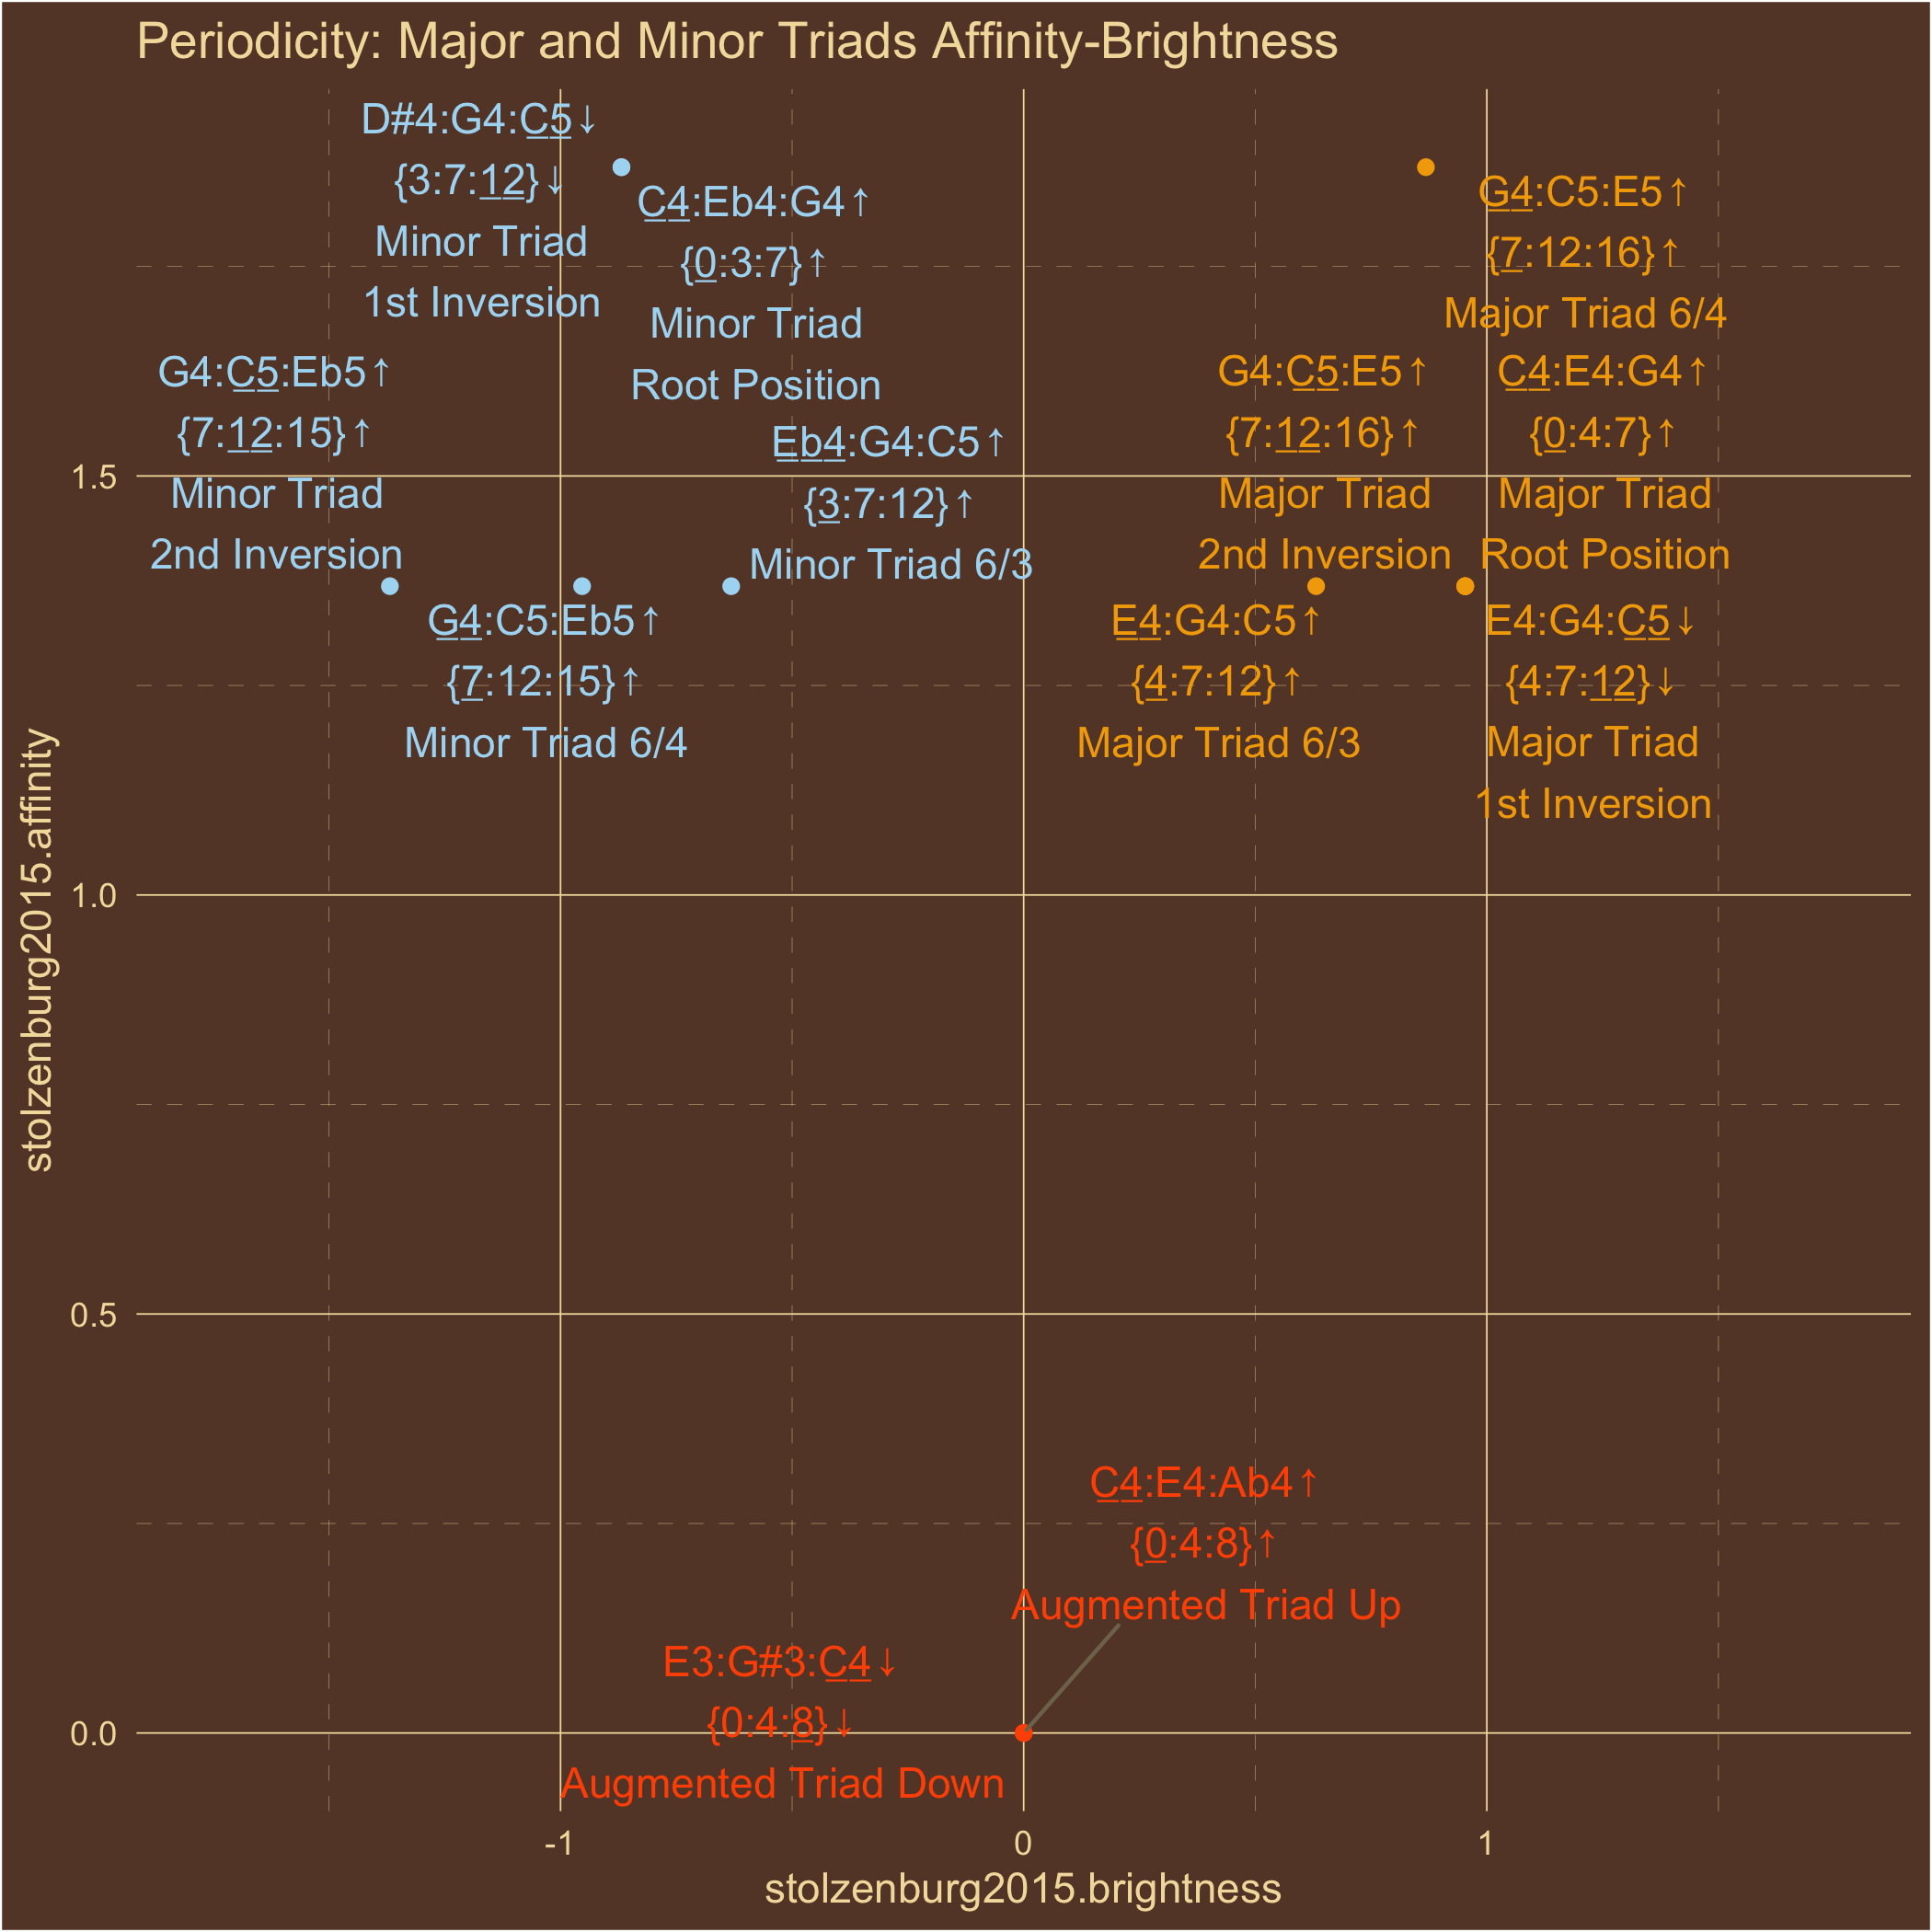 Periodicity: Major and Minor Triads Affinity-Brightness
D#4:G4:C5↓
{3:7:12}↓
Minor Triad
1st Inversion
C4:Eb4:G4↑
{0:3:7}↑
Minor Triad
Root Position
G4:C5:E5↑
{7:12:16}↑
Major Triad 6/4
G4:C5:Eb5↑
{7:12:15}↑
Minor Triad
2nd Inversion
Eb4:G4:C5↑
{3:7:12}↑
Minor Triad 6/3
G4:C5:E5↑
{7:12:16}↑
Major Triad
2nd Inversion
C4:E4:G4↑
{0:4:7}↑
Major Triad
Root Position
G4:C5:Eb5↑
{7:12:15}↑
Minor Triad 6/4
E4:G4:C5↑
{4:7:12}↑
Major Triad 6/3
E4:G4:C5↓
{4:7:12}↓
Major Triad
1st Inversion
C4:E4:Ab4↑
{0:4:8}↑
Augmented Triad Up
E3:G#3:C4↓
{0:4:8}↓
Augmented Triad Down
1.5
1.0
0.5
0.0
stolzenburg2015.affinity
-1
0
1
stolzenburg2015.brightness